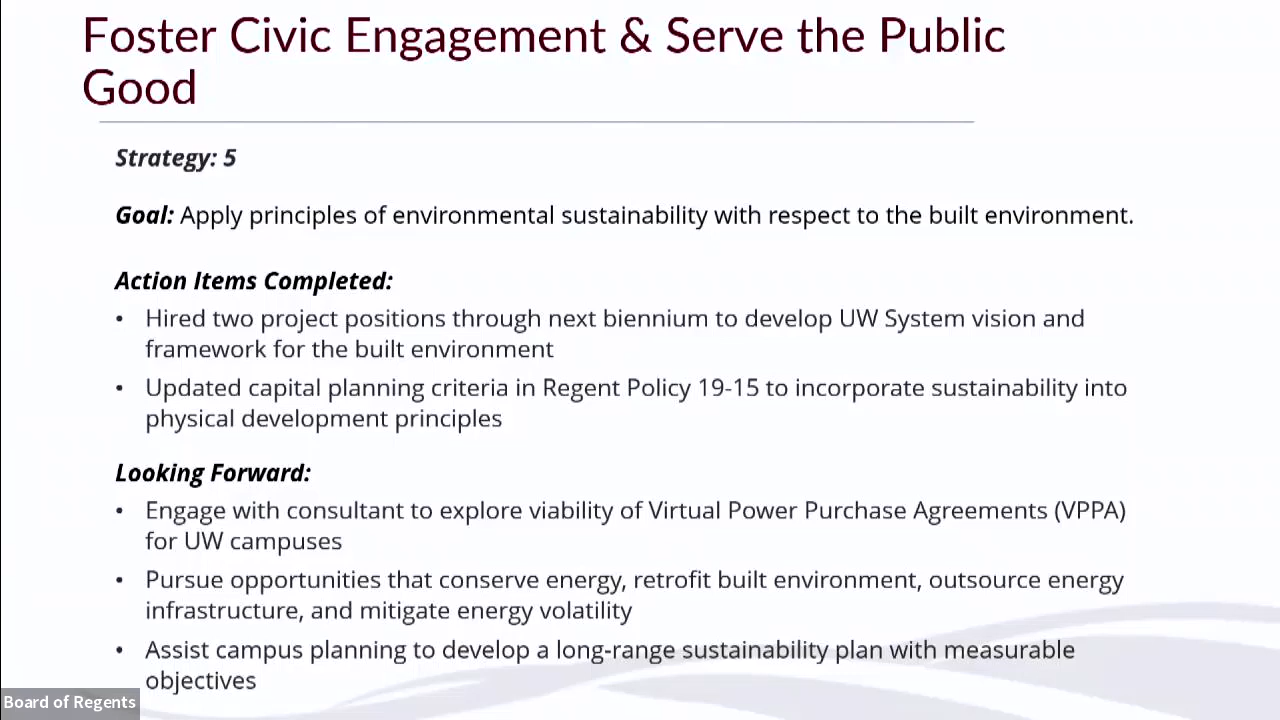 Foster Civic Engagement & Serve the Public
Good
Strategy: 5
Goal: Apply principles of environmental sustainability with respect to the built environment.
Action Items Completed:
• Hired two project positions through next biennium to develop UW System vision and
framework for the built environment
• Updated capital planning criteria in Regent Policy 19-15 to incorporate sustainability into
physical development principles
Looking Forward:
• Engage with consultant to explore viability of Virtual Power Purchase Agreements (VPPA)
for UW campuses
• Pursue opportunities that conserve energy, retrofit built environment, outsource energy
infrastructure, and mitigate energy volatility
• Assist campus planning to develop a long-range sustainability plan with measurable
objectives
Board of Regents